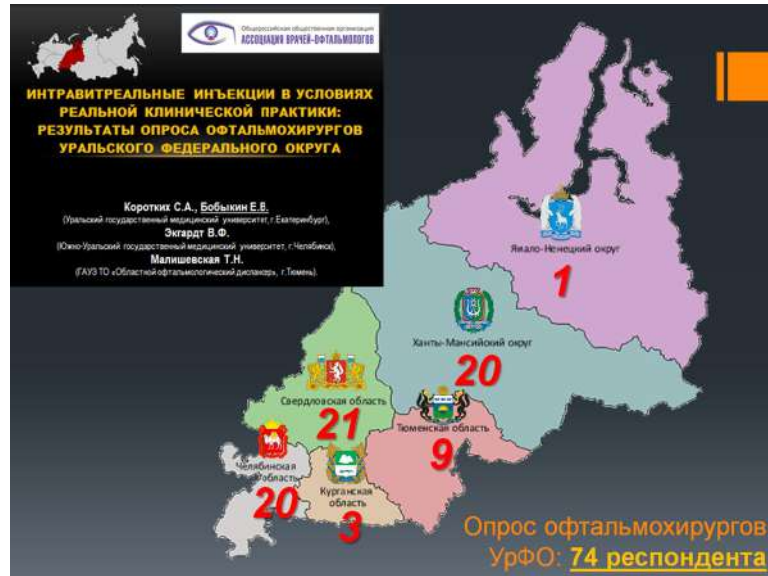 Общероссийская общественная организация
АССОЦИАЦИЯ ВРАЧЕЙ-ОФТАЛЬМОЛОГОВ
ИНТРАВИТРЕАЛЬНЫЕ ИНЪЕКЦИИ В УСЛОВИЯХ
РЕАЛЬНОЙ КЛИНИЧЕСКОЙ ПРАКТИКИ:
РЕЗУЛЬТАТЫ ОПРОСА ОФТАЛЬМОХИРУРГОВ
УРАЛЬСКОГО ФЕДЕРАЛЬНОГО ОКРУГА
Коротких С.А., Бобыкин Е.В.
(Уральский государственный медицинский университет, г.Екатеринбург),
Экгардт В.Ф.
(Южно-Уральский государственный медицинский университет, г.Челябинск),
Малишевская Т.Н.
(ГАУЗ ТО «Областной офтальмологический диспансер», г.Тюмень).
Ямало-Ненецкий округ
1
Ханты-Мансийский округ
20
Свердловская область
21
Тюменская область
9
Челябинская
область
20
Курганская
область
3
Опрос офтальмохирургов
УрФО: 74 респондента